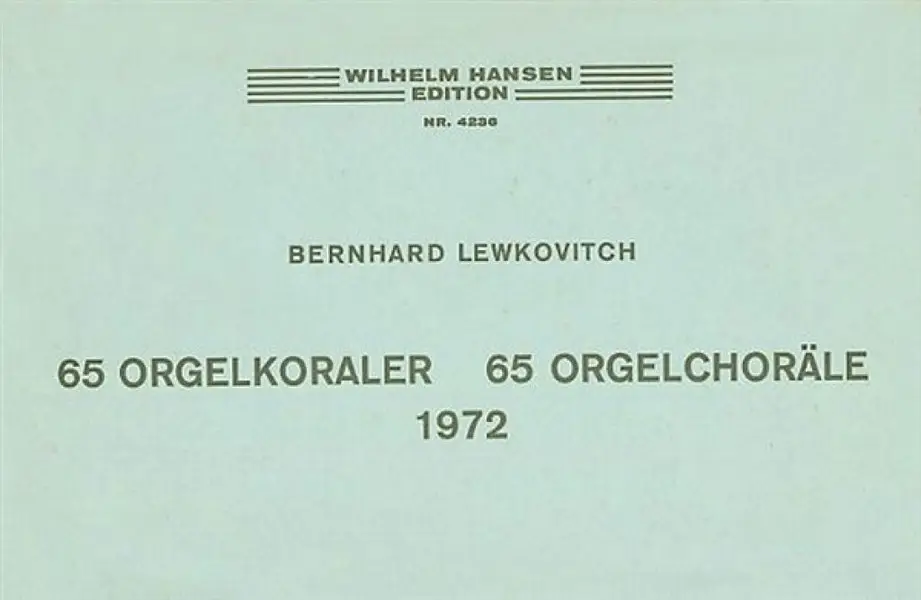 WILHELM HANSEN
EDITION
NR. 4236
BERNHARD LEWKOVITCH
65 ORGELKORALER 65 ORGELCHORÄLE
1972